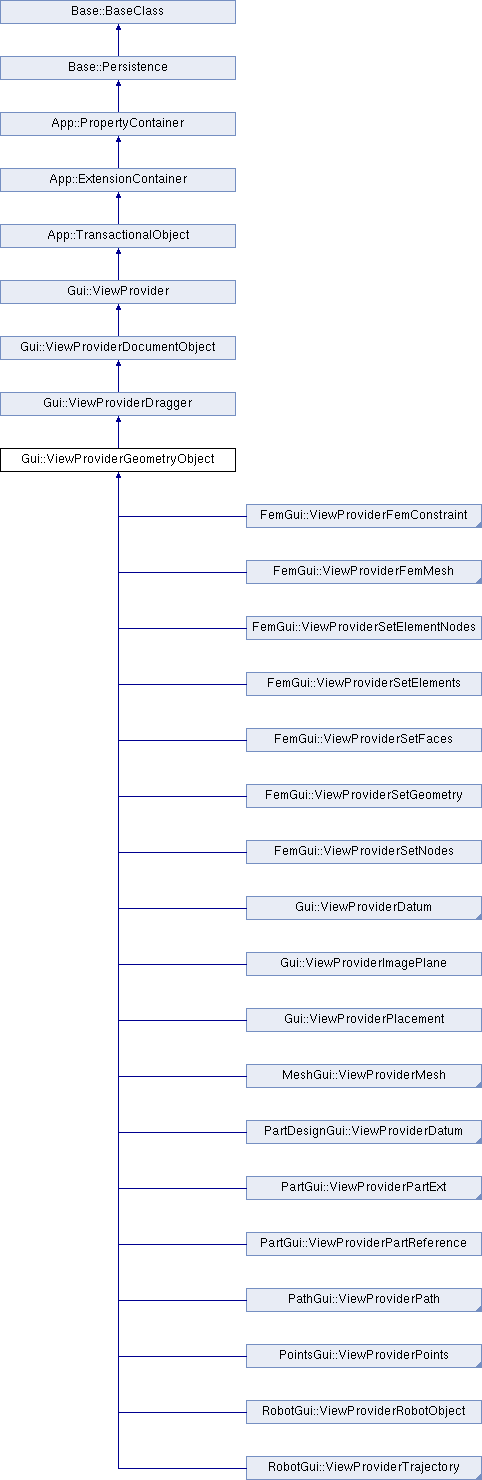 Base::BaseClass
Base::Persistence
App::PropertyContainer
App::ExtensionContainer
App::TransactionalObject
Gui::ViewProvider
Gui::ViewProviderDocumentObject
Gui::ViewProviderDragger
Gui::ViewProviderGeometryObject
FemGui::ViewProviderFemConstraint
FemGui::ViewProviderFemMesh
FemGui::ViewProviderSetElementNodes
FemGui::ViewProviderSetElements
FemGui::ViewProviderSetFaces
FemGui::ViewProviderSetGeometry
FemGui::ViewProviderSetNodes
Gui::ViewProviderDatum
Gui::ViewProviderImagePlane
Gui::ViewProviderPlacement
MeshGui::ViewProviderMesh
PartDesignGui::ViewProviderDatum
PartGui::ViewProviderPartExt
PartGui::ViewProviderPartReference
PathGui::ViewProviderPath
PointsGui::ViewProviderPoints
RobotGui::ViewProviderRobotObject
RobotGui::ViewProviderTrajectory